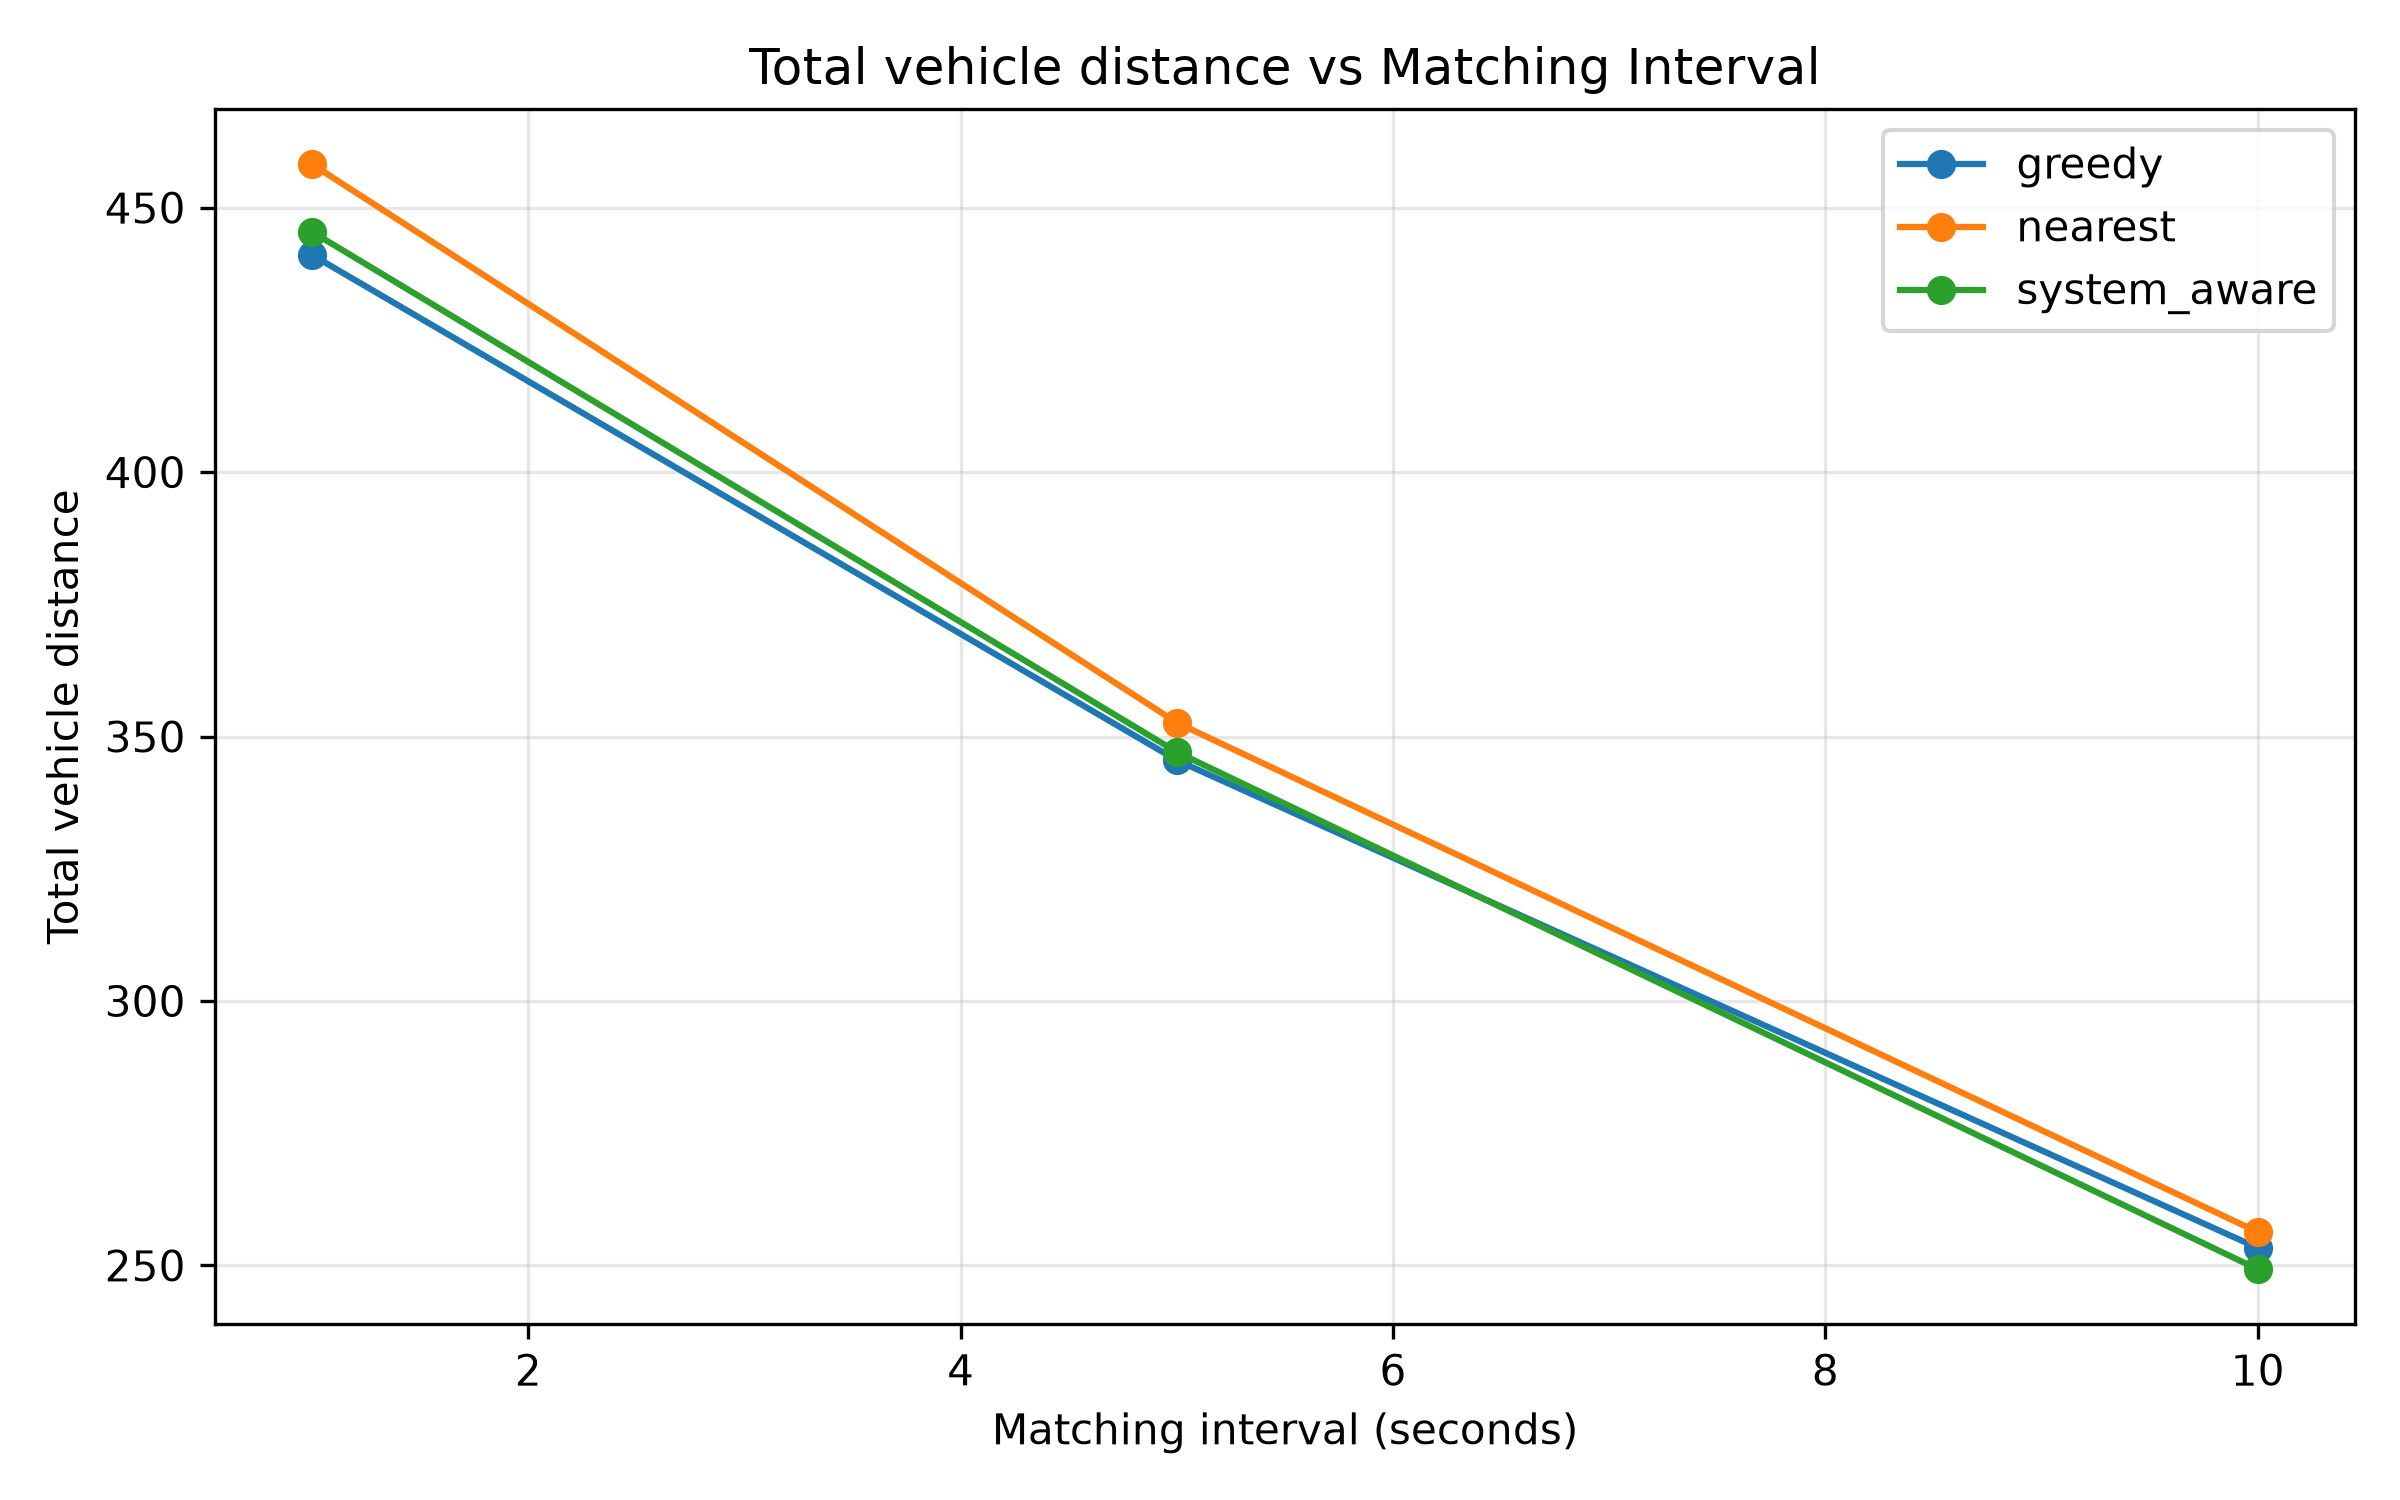 Total vehicle distance vs Matching Interval
greedy
nearest
system_aware
Total vehicle distance
450
400
350
300
250
2
4
6
8
10
Matching interval (seconds)